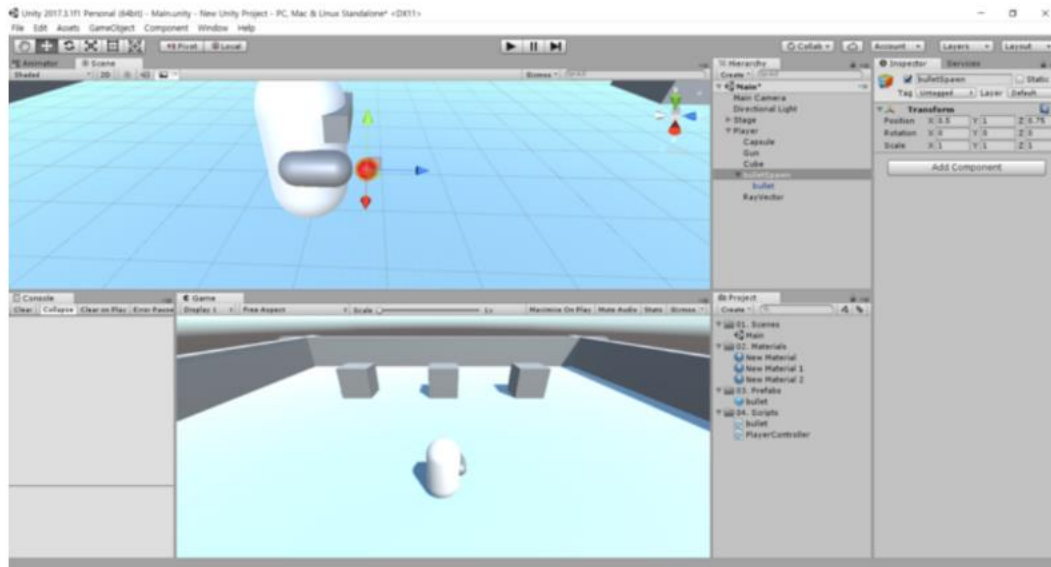 Unity 2017.3.1f1 Personal (64bit) - Main.unity - New Unity Project - PC, Mac & Linux Standalone* <DX11>
File Edit Assets GameObject Component Window Help
Pivot Local Collab Account Layers Layout
Animator Scene
Shaded 2D Gizmos
Hierarchy
Create
Main*
Main Camera
Directional Light
Stage
Player
Capsule
Gun
Cube
bulletSpawn
bullet
RayVector
Inspector Services
bulletSpawn Static
Tag Untagged Layer Default
Transform
Position X 0.5 Y 1 Z 0.75
Rotation X 0 Y 0 Z 0
Scale X 1 Y 1 Z 1
Add Component
Console
Clear Collapse Clear on Play Error Pause
Game
Display 1 Free Aspect Scale 1x Maximize On Play Mute Audio Stats Gizmos
Project
Create
01. Scenes
Main
02. Materials
New Material
New Material 1
New Material 2
03. Prefabs
bullet
04. Scripts
bullet
PlayerController